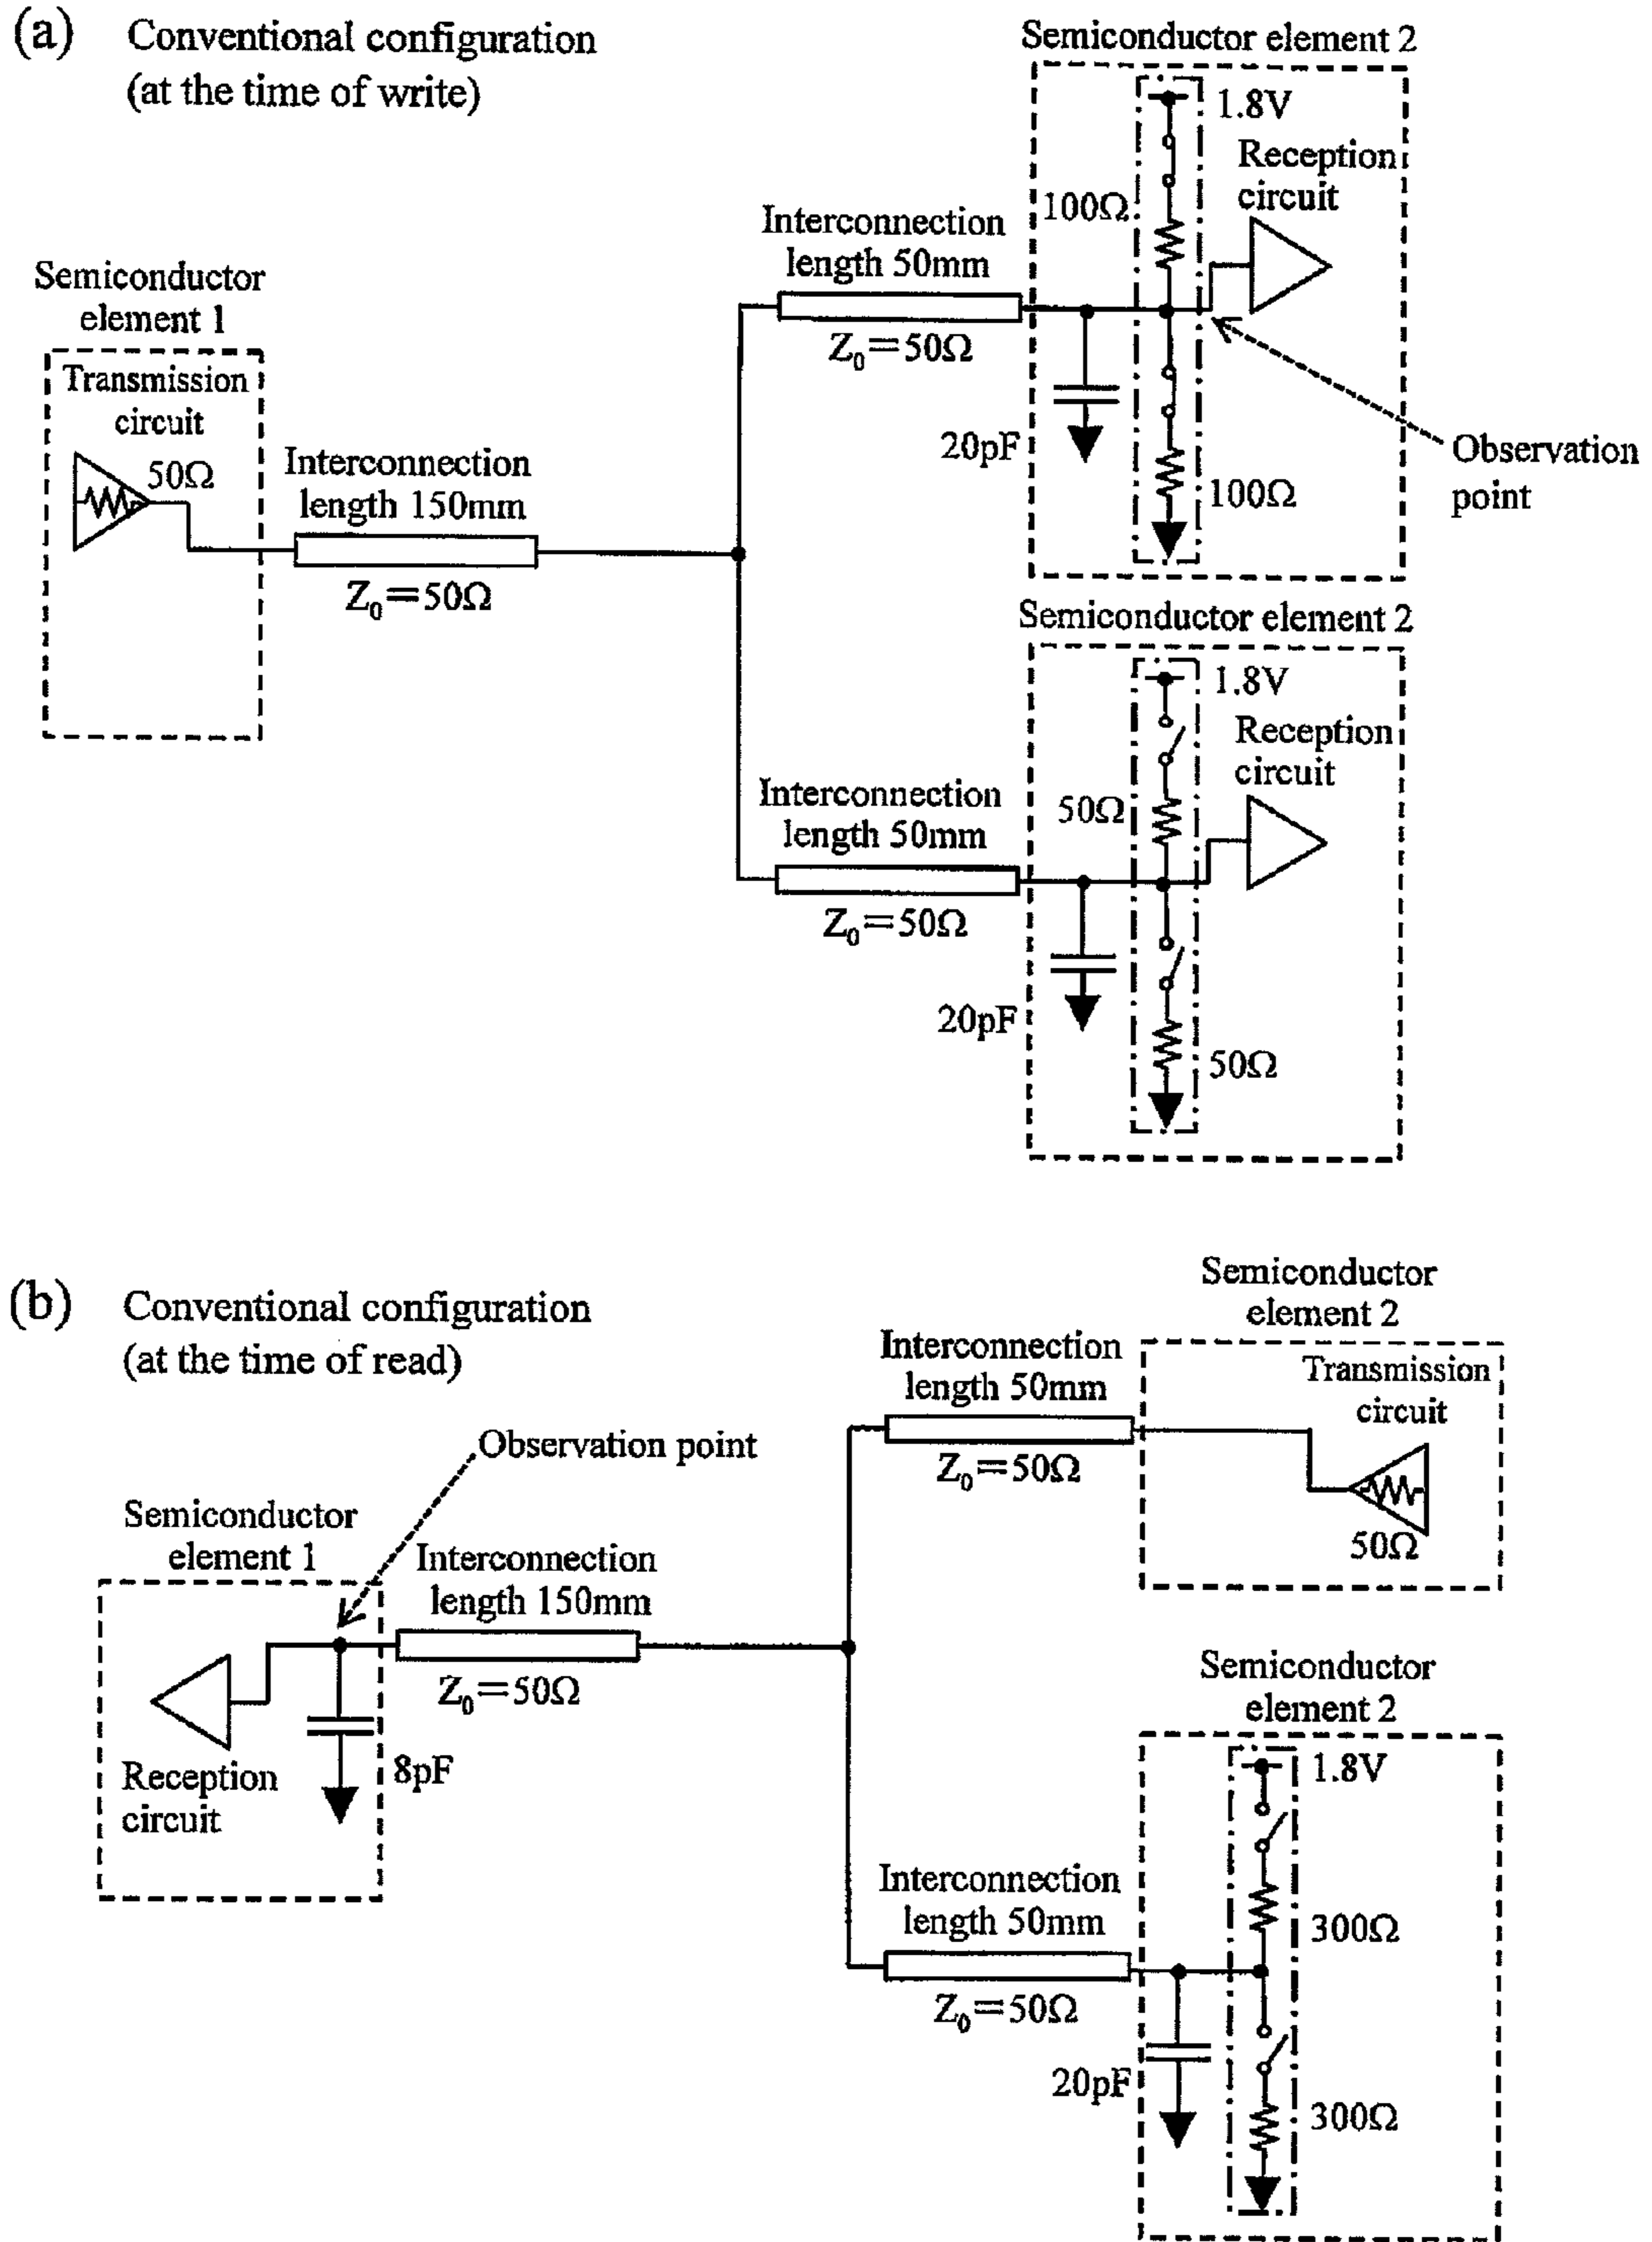 (a) Conventional configuration
(at the time of write)
Semiconductor element 2
1.8V
Reception
circuit
100Ω
Interconnection
length 50mm
Z₀＝50Ω
20pF
100Ω
Observation
point
Semiconductor
element 1
Transmission
circuit
50Ω
Interconnection
length 150mm
Z₀＝50Ω
Semiconductor element 2
1.8V
Reception
circuit
50Ω
Interconnection
length 50mm
Z₀＝50Ω
20pF
50Ω
(b) Conventional configuration
(at the time of read)
Semiconductor
element 2
Transmission
circuit
50Ω
Interconnection
length 50mm
Z₀＝50Ω
Observation point
Semiconductor
element 1
Interconnection
length 150mm
Z₀＝50Ω
8pF
Reception
circuit
Semiconductor
element 2
1.8V
300Ω
Interconnection
length 50mm
Z₀＝50Ω
20pF
300Ω